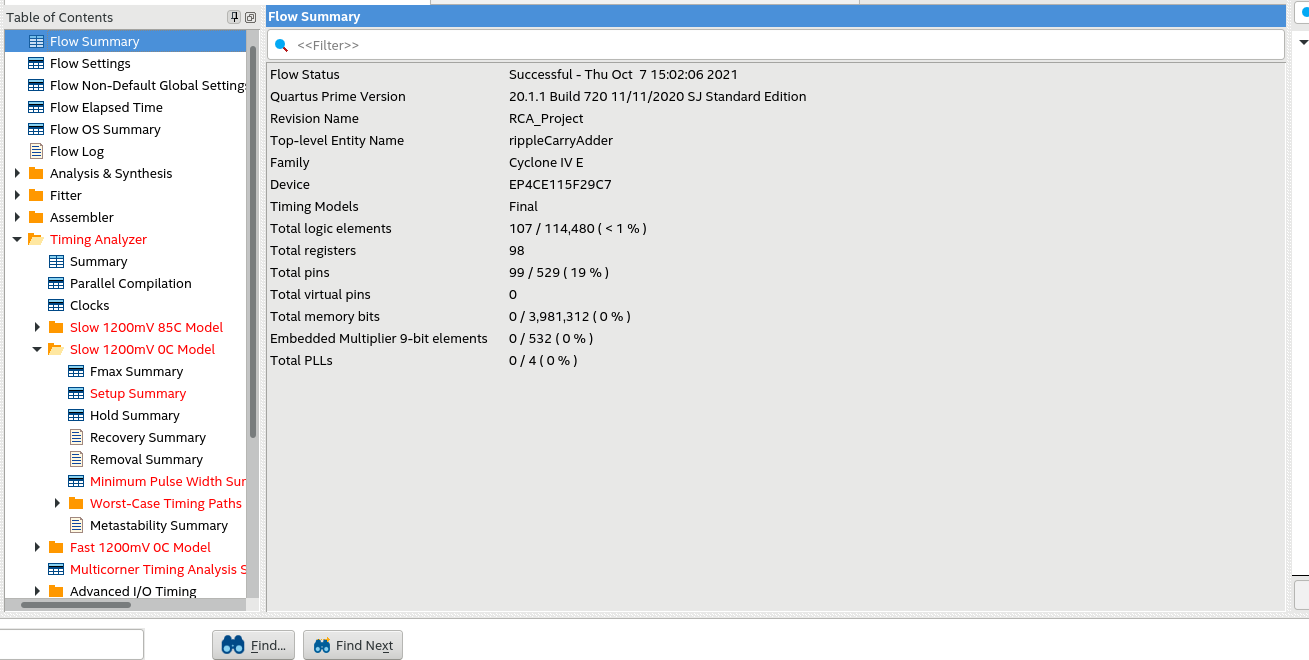 Table of Contents
Flow Summary
Flow Settings
Flow Non-Default Global Settings
Flow Elapsed Time
Flow OS Summary
Flow Log
Analysis & Synthesis
Fitter
Assembler
Timing Analyzer
Summary
Parallel Compilation
Clocks
Slow 1200mV 85C Model
Slow 1200mV 0C Model
Fmax Summary
Setup Summary
Hold Summary
Recovery Summary
Removal Summary
Minimum Pulse Width Sur
Worst-Case Timing Paths
Metastability Summary
Fast 1200mV 0C Model
Multicorner Timing Analysis S
Advanced I/O Timing
Flow Summary
<<Filter>>
Flow Status Successful - Thu Oct 7 15:02:06 2021
Quartus Prime Version 20.1.1 Build 720 11/11/2020 SJ Standard Edition
Revision Name RCA_Project
Top-level Entity Name rippleCarryAdder
Family Cyclone IV E
Device EP4CE115F29C7
Timing Models Final
Total logic elements 107 / 114,480 ( < 1 % )
Total registers 98
Total pins 99 / 529 ( 19 % )
Total virtual pins 0
Total memory bits 0 / 3,981,312 ( 0 % )
Embedded Multiplier 9-bit elements 0 / 532 ( 0 % )
Total PLLs 0 / 4 ( 0 % )
Find... Find Next